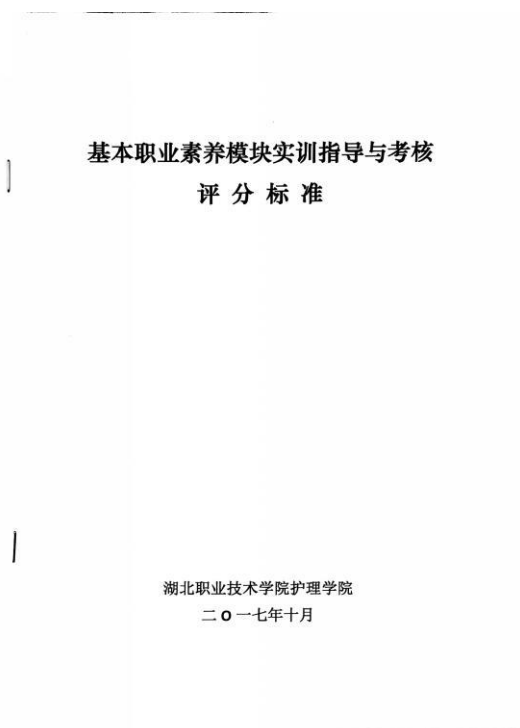 基本职业素养模块实训指导与考核
评分标准
湖北职业技术学院护理学院
二0一七年十月